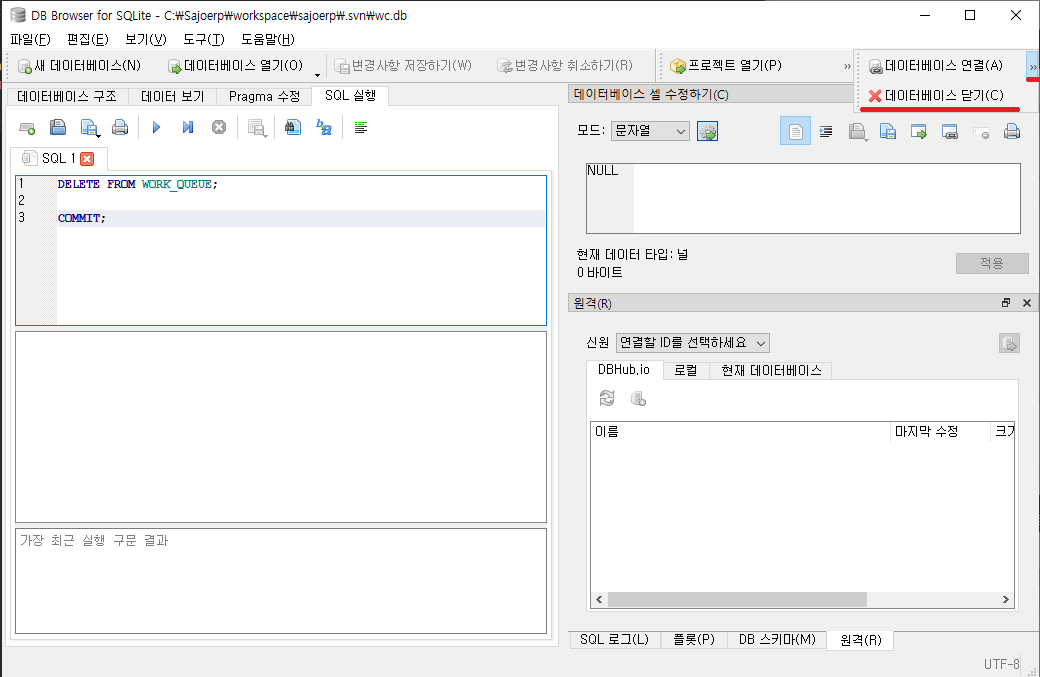 DB Browser for SQLite - C:₩Sajoerp₩workspace₩sajoerp₩.svn₩wc.db
파일(F) 편집(E) 보기(V) 도구(T) 도움말(H)
새 데이터베이스(N) 데이터베이스 열기(O) 변경사항 저장하기(W) 변경사항 취소하기(R) 프로젝트 열기(P) » 데이터베이스 연결(A) »
데이터베이스 닫기(C)
데이터베이스 구조 데이터 보기 Pragma 수정 SQL 실행
데이터베이스 셀 수정하기(C)
모드: 문자열
SQL 1
1 DELETE FROM WORK_QUEUE;
2
3 COMMIT;
NULL
현재 데이터 타입: 널
0 바이트
적용
원격(R)
신원 연결할 ID를 선택하세요
DBHub.io 로컬 현재 데이터베이스
이름 마지막 수정 크기
가장 최근 실행 구문 결과
SQL 로그(L) 플롯(P) DB 스키마(M) 원격(R)
UTF-8